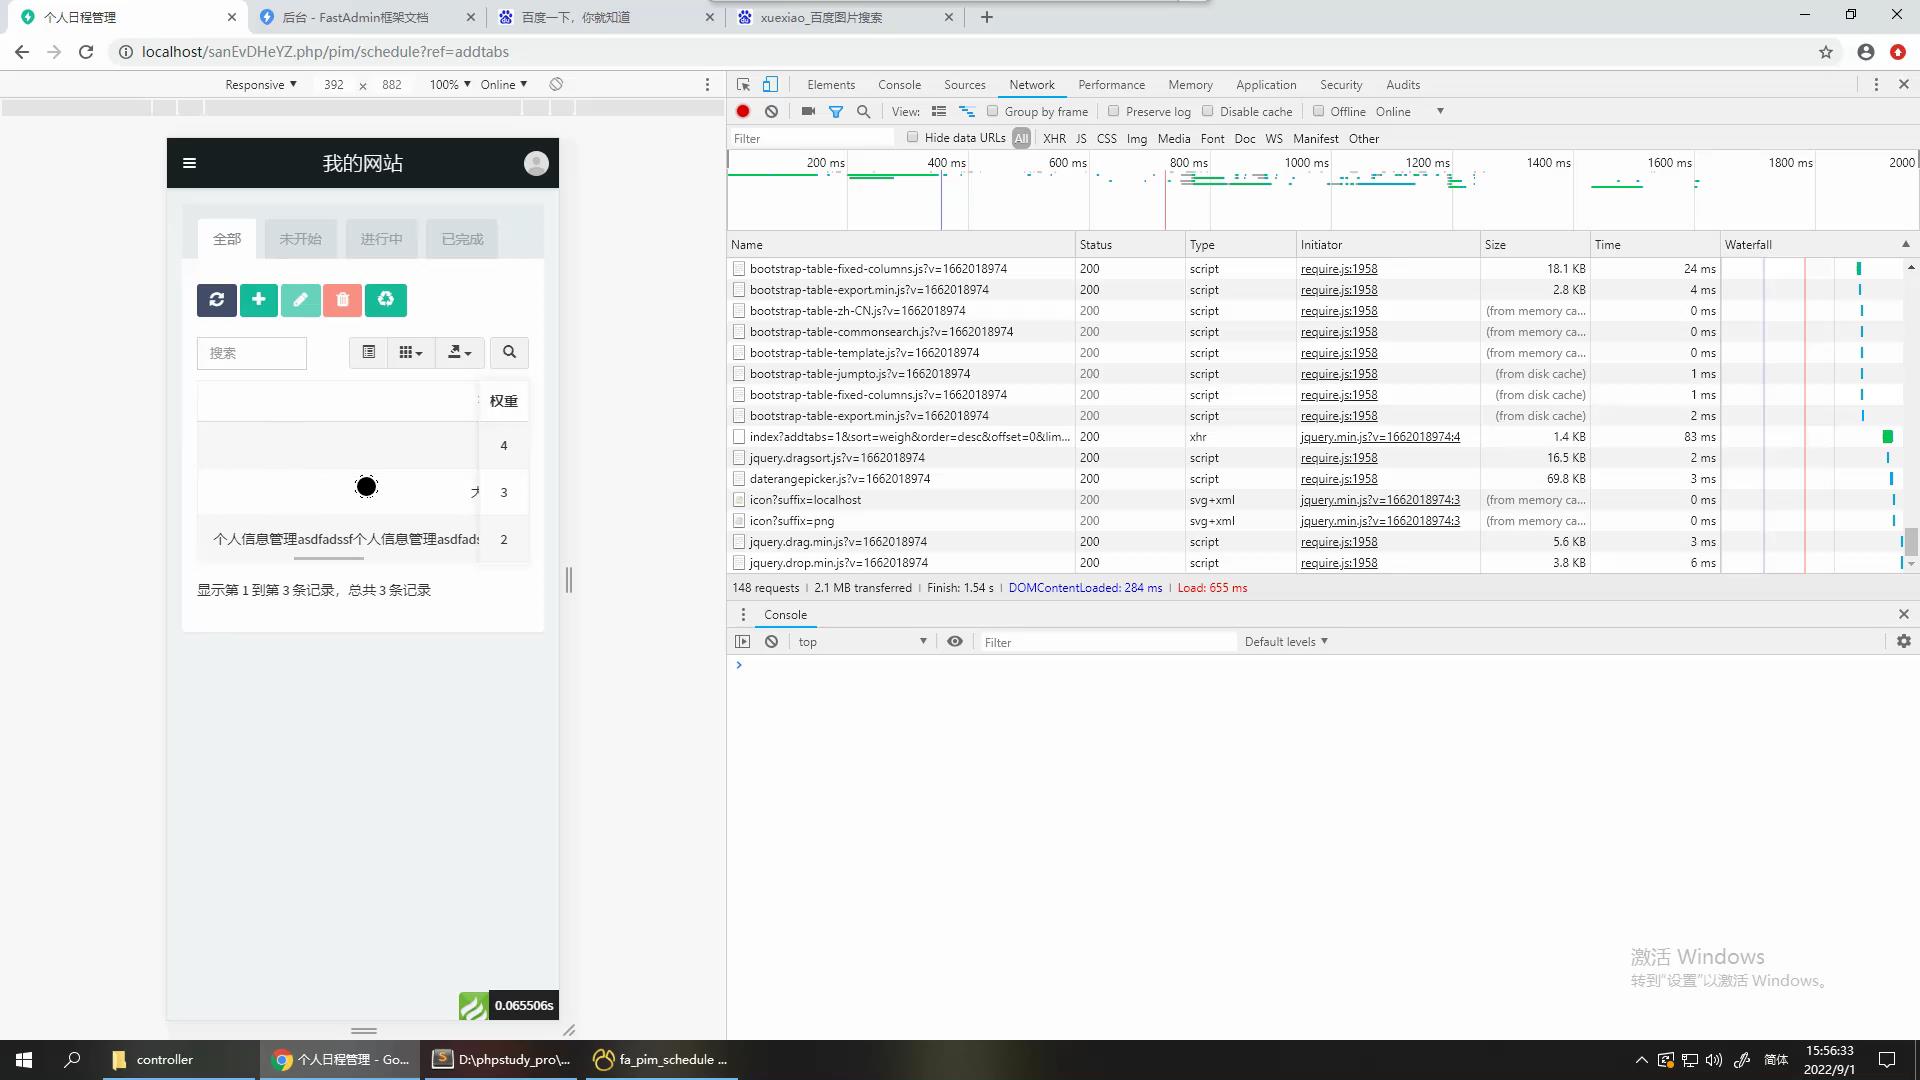 个人日程管理
后台 - FastAdmin框架文档
百度一下，你就知道
xuexiao_百度图片搜索
localhost/sanEvDHeYZ.php/pim/schedule?ref=addtabs
Responsive 392 x 882 100% Online
Elements Console Sources Network Performance Memory Application Security Audits
View: Group by frame Preserve log Disable cache Offline Online
Filter Hide data URLs All XHR JS CSS Img Media Font Doc WS Manifest Other
200 ms 400 ms 600 ms 800 ms 1000 ms 1200 ms 1400 ms 1600 ms 1800 ms 2000
我的网站
全部 未开始 进行中 已完成
搜索
权重
4
3
个人信息管理asdfadssf个人信息管理asdfads 2
显示第 1 到第 3 条记录，总共 3 条记录
0.065506s
Name Status Type Initiator Size Time Waterfall
bootstrap-table-fixed-columns.js?v=1662018974 200 script require.js:1958 18.1 KB 24 ms
bootstrap-table-export.min.js?v=1662018974 200 script require.js:1958 2.8 KB 4 ms
bootstrap-table-zh-CN.js?v=1662018974 200 script require.js:1958 (from memory ca... 0 ms
bootstrap-table-commonsearch.js?v=1662018974 200 script require.js:1958 (from memory ca... 0 ms
bootstrap-table-template.js?v=1662018974 200 script require.js:1958 (from memory ca... 0 ms
bootstrap-table-jumpto.js?v=1662018974 200 script require.js:1958 (from disk cache) 1 ms
bootstrap-table-fixed-columns.js?v=1662018974 200 script require.js:1958 (from disk cache) 1 ms
bootstrap-table-export.min.js?v=1662018974 200 script require.js:1958 (from disk cache) 2 ms
index?addtabs=1&sort=weigh&order=desc&offset=0&lim... 200 xhr jquery.min.js?v=1662018974:4 1.4 KB 83 ms
jquery.dragsort.js?v=1662018974 200 script require.js:1958 16.5 KB 2 ms
daterangepicker.js?v=1662018974 200 script require.js:1958 69.8 KB 3 ms
icon?suffix=localhost 200 svg+xml jquery.min.js?v=1662018974:3 (from memory ca... 0 ms
icon?suffix=png 200 svg+xml jquery.min.js?v=1662018974:3 (from memory ca... 0 ms
jquery.drag.min.js?v=1662018974 200 script require.js:1958 5.6 KB 3 ms
jquery.drop.min.js?v=1662018974 200 script require.js:1958 3.8 KB 6 ms
148 requests | 2.1 MB transferred | Finish: 1.54 s | DOMContentLoaded: 284 ms | Load: 655 ms
Console
top Filter Default levels
激活 Windows
转到“设置”以激活 Windows。
controller
个人日程管理 - Go...
D:\phpstudy_pro\...
fa_pim_schedule ...
简体
15:56:33
2022/9/1